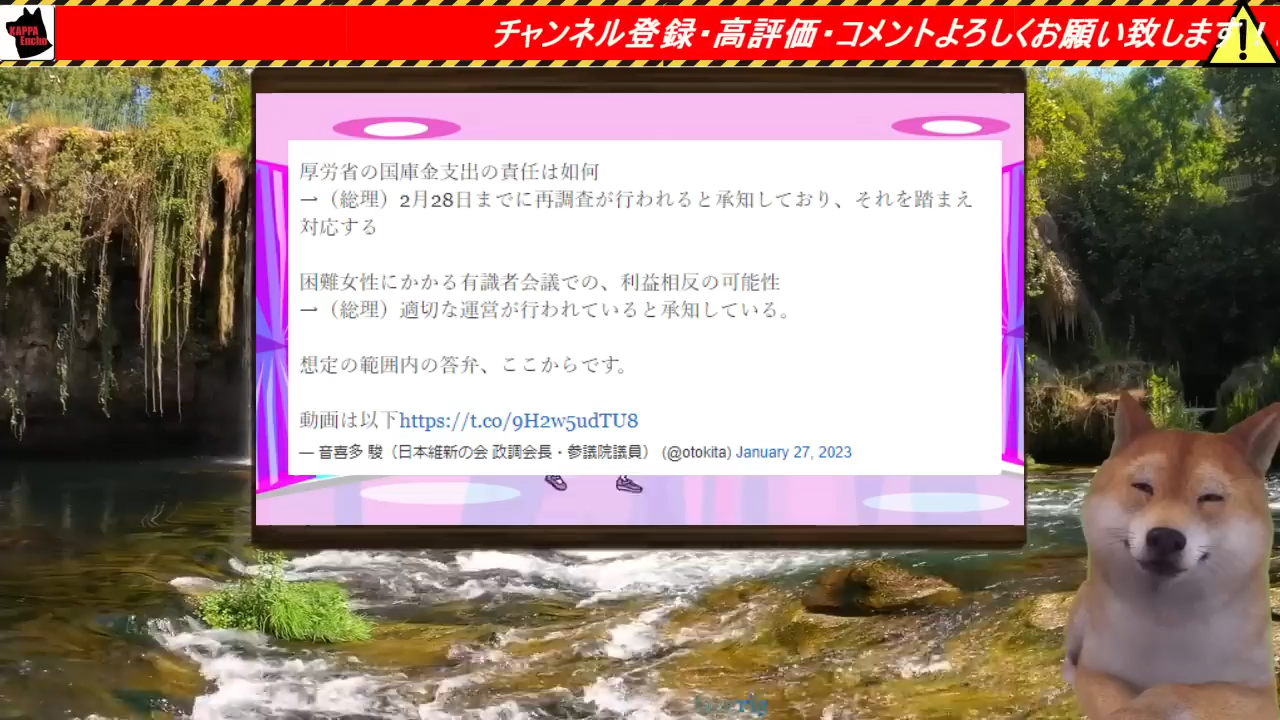 KAPPA
Encho
チャンネル登録・高評価・コメントよろしくお願い致します
厚労省の国庫金支出の責任は如何
→（総理）2月28日までに再調査が行われると承知しており、それを踏まえ
対応する
困難女性にかかる有識者会議での、利益相反の可能性
→（総理）適切な運営が行われていると承知している。
想定の範囲内の答弁、ここからです。
動画は以下https://t.co/9H2w5udTU8
— 音喜多 駿（日本維新の会 政調会長・参議院議員） (@otokita) January 27, 2023